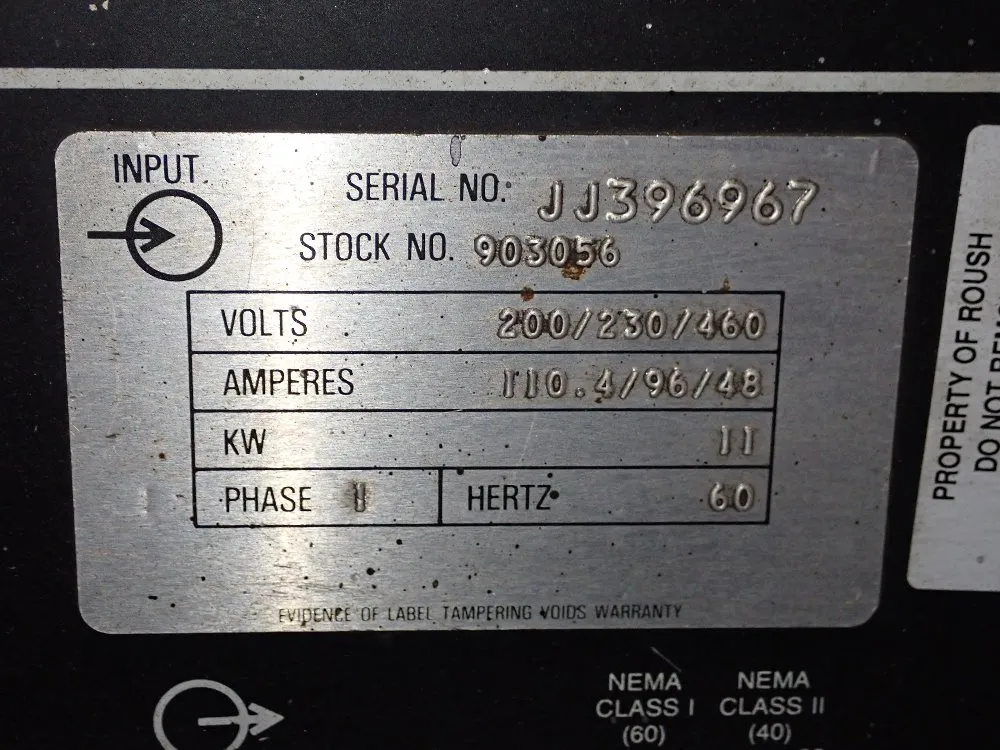 INPUT
SERIAL NO. JJ396967
STOCK NO. 903056
VOLTS 200/230/460
AMPERES 110.4/96/48
KW 11
PHASE 1 HERTZ 60
EVIDENCE OF LABEL TAMPERING VOIDS WARRANTY
PROPERTY OF ROUSH
DO NOT
NEMA CLASS I (60)
NEMA CLASS II (40)